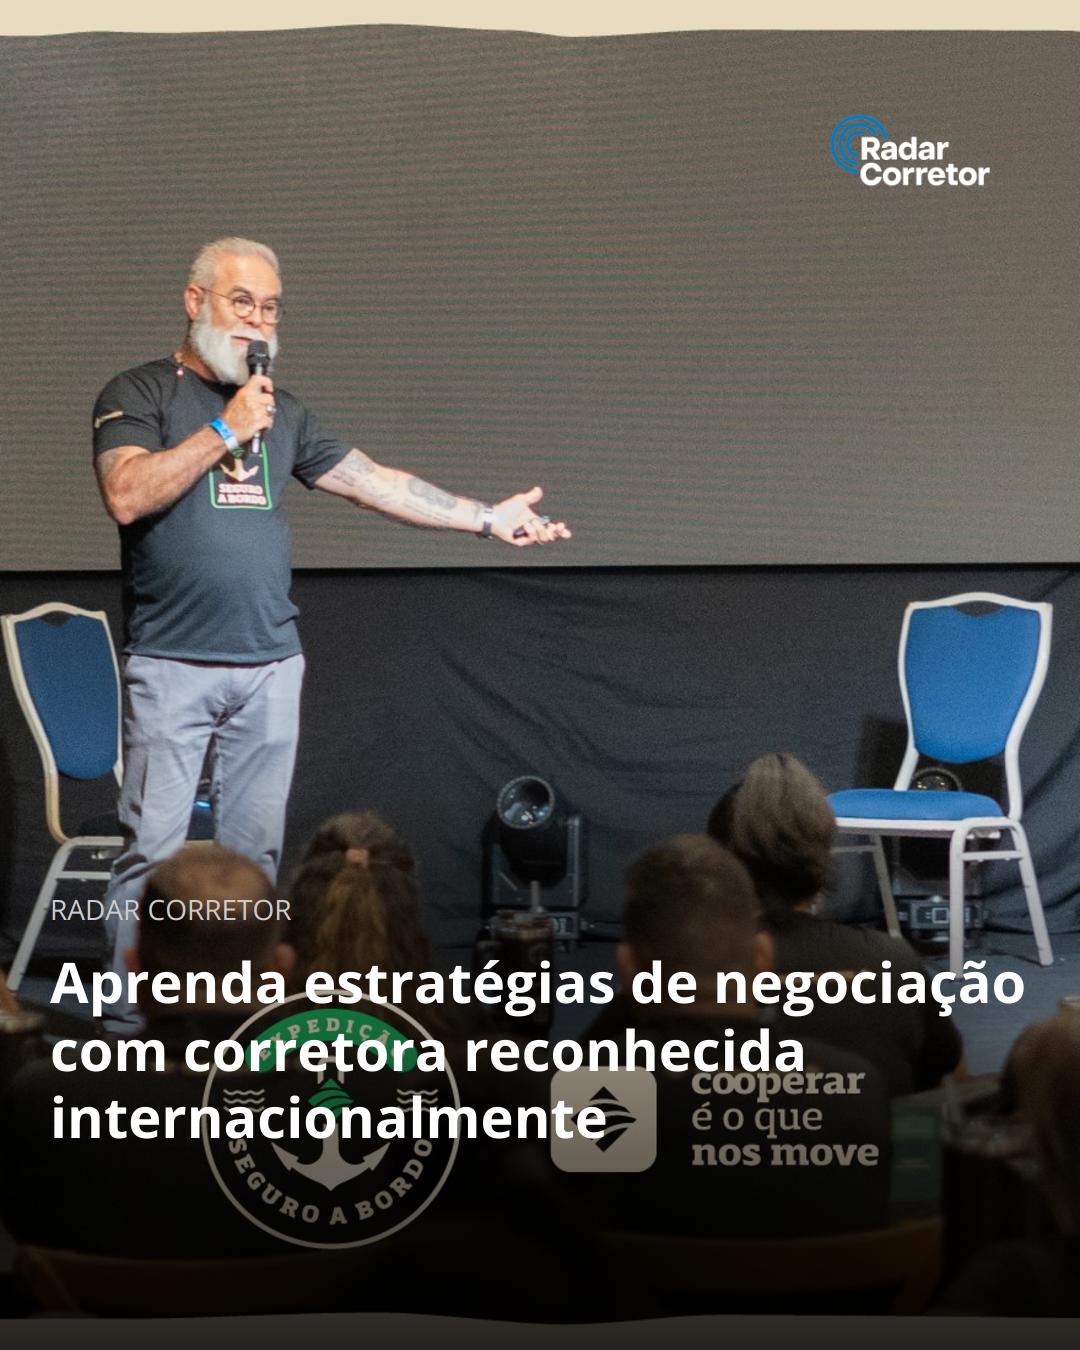 Radar
Corretor
SEGURO
A BORDO
RADAR CORRETOR
Aprenda estratégias de negociação
com corretora reconhecida
internacionalmente
EXPEDIÇÃO
SEGURO A BORDO
cooperar
é o que
nos move